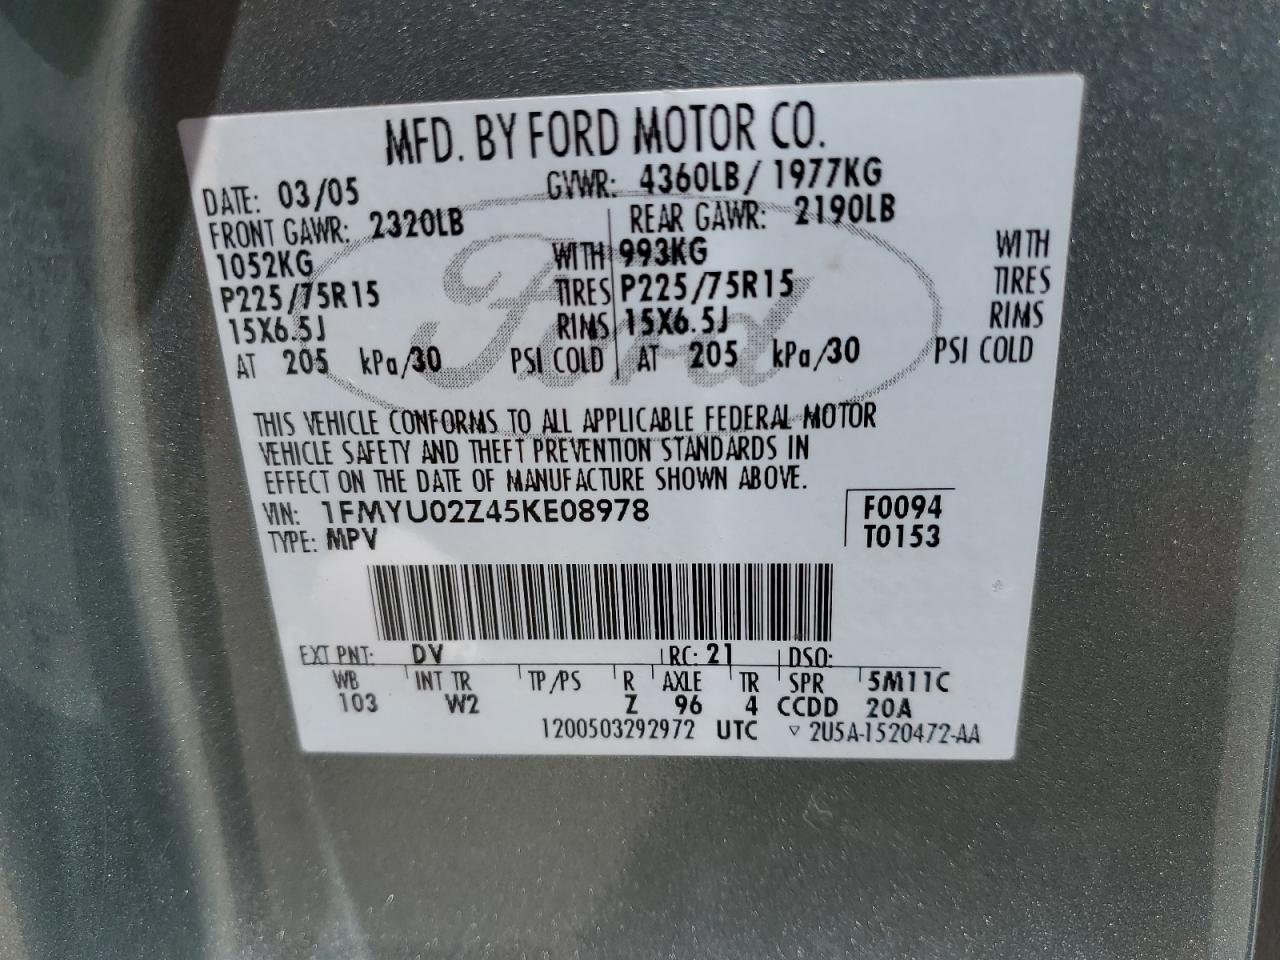 MFD. BY FORD MOTOR CO.
DATE: 03/05 GVWR: 4360LB / 1977KG
FRONT GAWR: 2320LB REAR GAWR: 2190LB
1052KG WITH 993KG WITH
P225/75R15 TIRES P225/75R15 TIRES
15X6.5J RIMS 15X6.5J RIMS
AT 205 kPa/30 PSI COLD AT 205 kPa/30 PSI COLD
Ford
THIS VEHICLE CONFORMS TO ALL APPLICABLE FEDERAL MOTOR
VEHICLE SAFETY AND THEFT PREVENTION STANDARDS IN
EFFECT ON THE DATE OF MANUFACTURE SHOWN ABOVE.
VIN: 1FMYU02Z45KE08978 F0094
TYPE: MPV T0153
EXT PNT: DV RC: 21 DSO:
WB INT TR TP/PS R AXLE TR SPR 5M11C
103 W2 Z 96 4 CCDD 20A
1200503292972 UTC ▽ 2U5A-1520472-AA